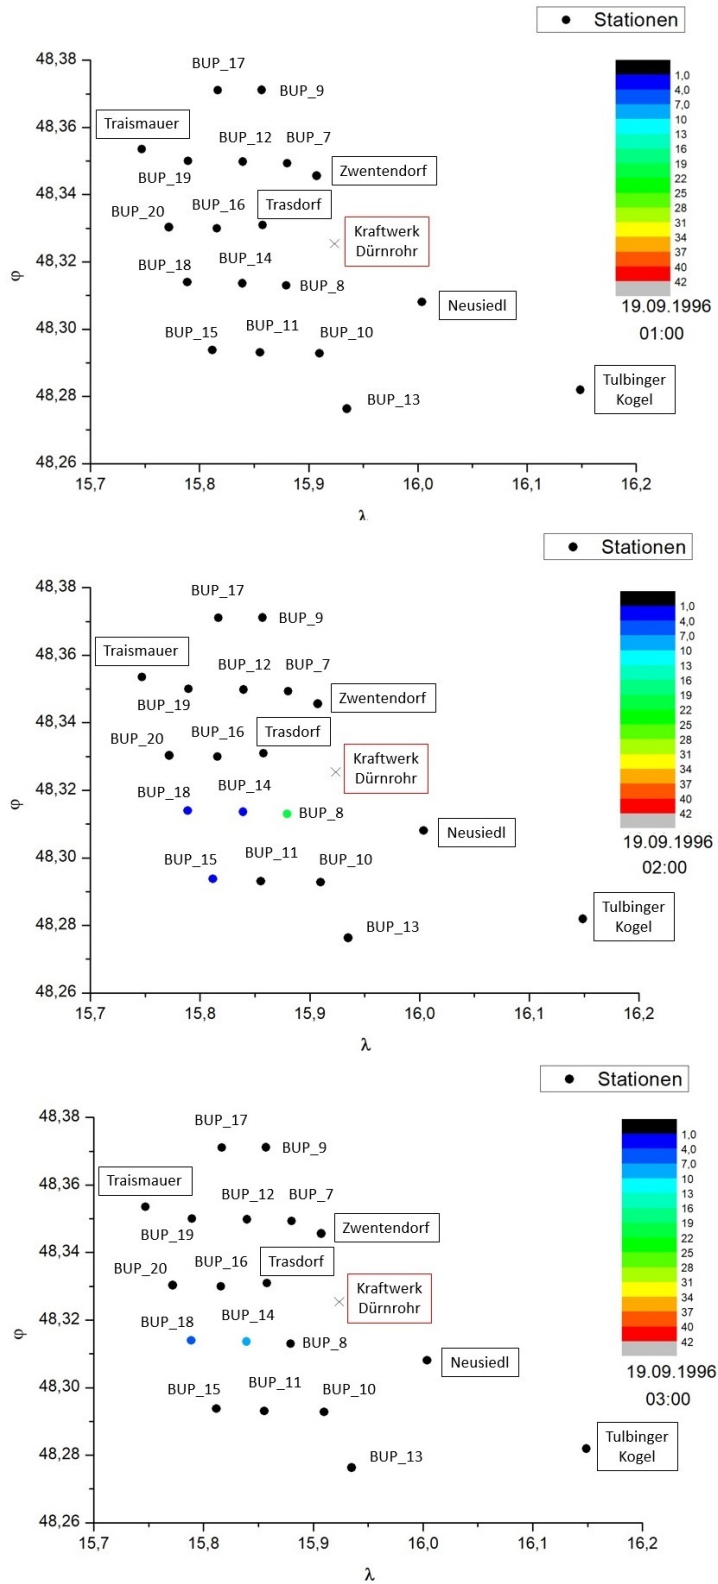 Stationen
48,38
48,36
48,34
48,32
48,30
48,28
48,26
φ
15,7
15,8
15,9
16,0
16,1
16,2
λ
BUP_17
BUP_9
Traismauer
BUP_12
BUP_7
BUP_19
Zwentendorf
BUP_20
BUP_16
Trasdorf
Kraftwerk
Dürnrohr
BUP_18
BUP_14
BUP_8
Neusiedl
BUP_15
BUP_11
BUP_10
BUP_13
Tulbinger
Kogel
1,0
4,0
7,0
10
13
16
19
22
25
28
31
34
37
40
42
19.09.1996
01:00
Stationen
48,38
48,36
48,34
48,32
48,30
48,28
48,26
φ
15,7
15,8
15,9
16,0
16,1
16,2
λ
BUP_17
BUP_9
Traismauer
BUP_12
BUP_7
BUP_19
Zwentendorf
BUP_20
BUP_16
Trasdorf
Kraftwerk
Dürnrohr
BUP_18
BUP_14
BUP_8
Neusiedl
BUP_15
BUP_11
BUP_10
BUP_13
Tulbinger
Kogel
1,0
4,0
7,0
10
13
16
19
22
25
28
31
34
37
40
42
19.09.1996
02:00
Stationen
48,38
48,36
48,34
48,32
48,30
48,28
48,26
φ
15,7
15,8
15,9
16,0
16,1
16,2
λ
BUP_17
BUP_9
Traismauer
BUP_12
BUP_7
BUP_19
Zwentendorf
BUP_20
BUP_16
Trasdorf
Kraftwerk
Dürnrohr
BUP_18
BUP_14
BUP_8
Neusiedl
BUP_15
BUP_11
BUP_10
BUP_13
Tulbinger
Kogel
1,0
4,0
7,0
10
13
16
19
22
25
28
31
34
37
40
42
19.09.1996
03:00